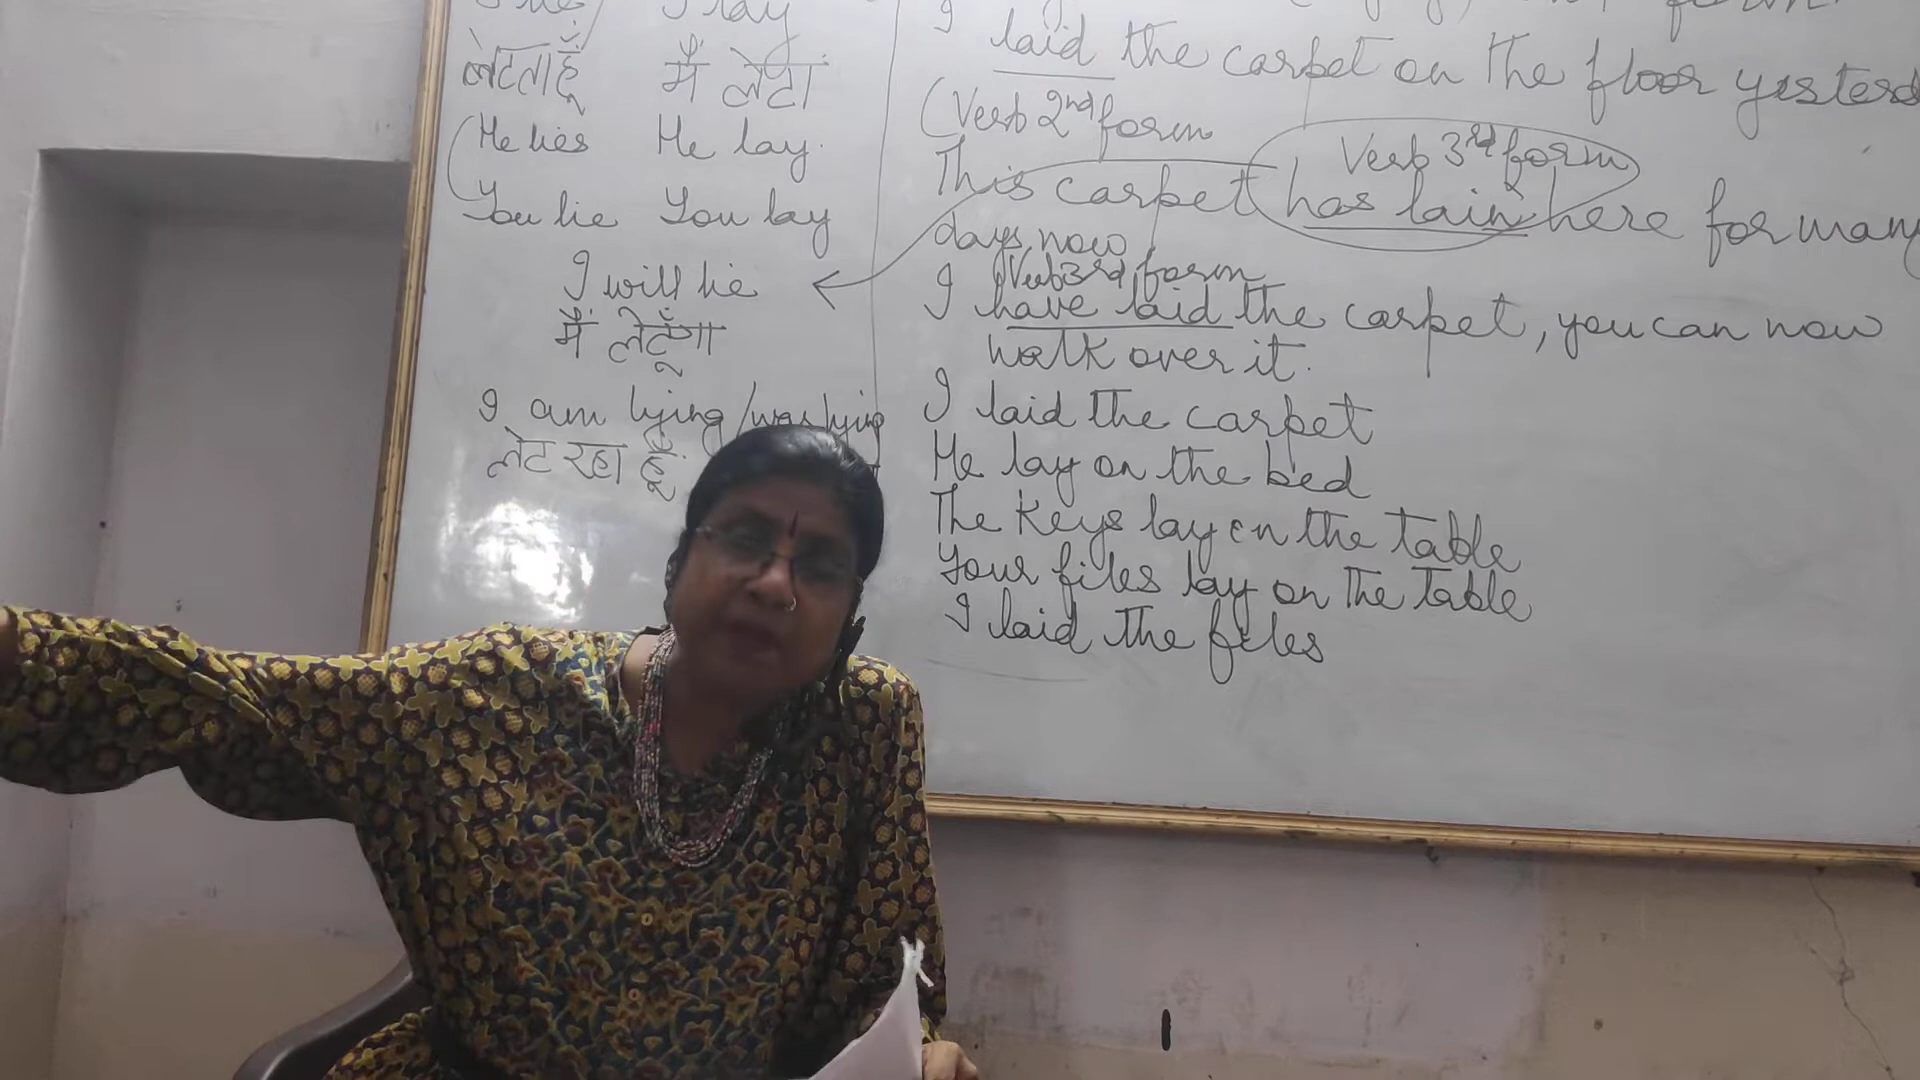 I lay
लेटता हूँ मैं लेटा
He lies He lay.
You lie You lay
I will lie
मैं लेटूँगा
I am lying/was lying
लेट रहा हूँ
I laid the carpet on the floor
(Verb 2nd form
Verb 3rd form
This carpet has lain here for many
days now
Verb 3rd form
I have laid the carpet, you can now
walk over it.
I laid the carpet
He lay on the bed
The Keys lay on the table
Your files lay on the table
I laid the files